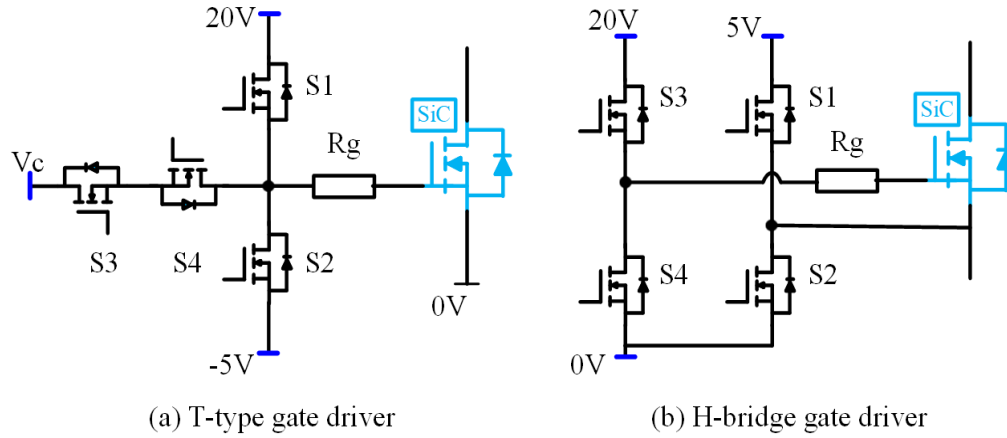 20V
S1
SiC
Rg
Vc
S3
S4
S2
0V
-5V
(a) T-type gate driver
20V
5V
S3
S1
SiC
Rg
S4
S2
0V
(b) H-bridge gate driver